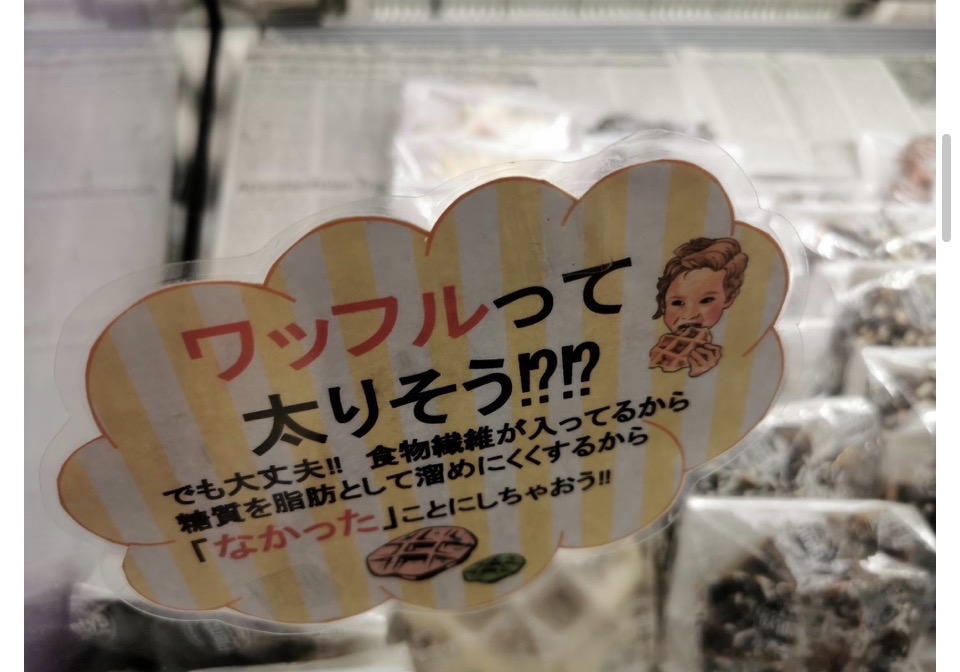 ワッフルって
太りそう!?!?
でも大丈夫!! 食物繊維が入ってるから
糖質を脂肪として溜めにくくするから
「なかった」ことにしちゃおう!!